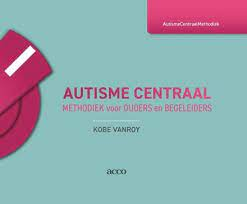 AutismeCentraalMethodiek
AUTISME CENTRAAL
METHODIEK voor OUDERS en BEGELEIDERS
KOBE VANROY
acco